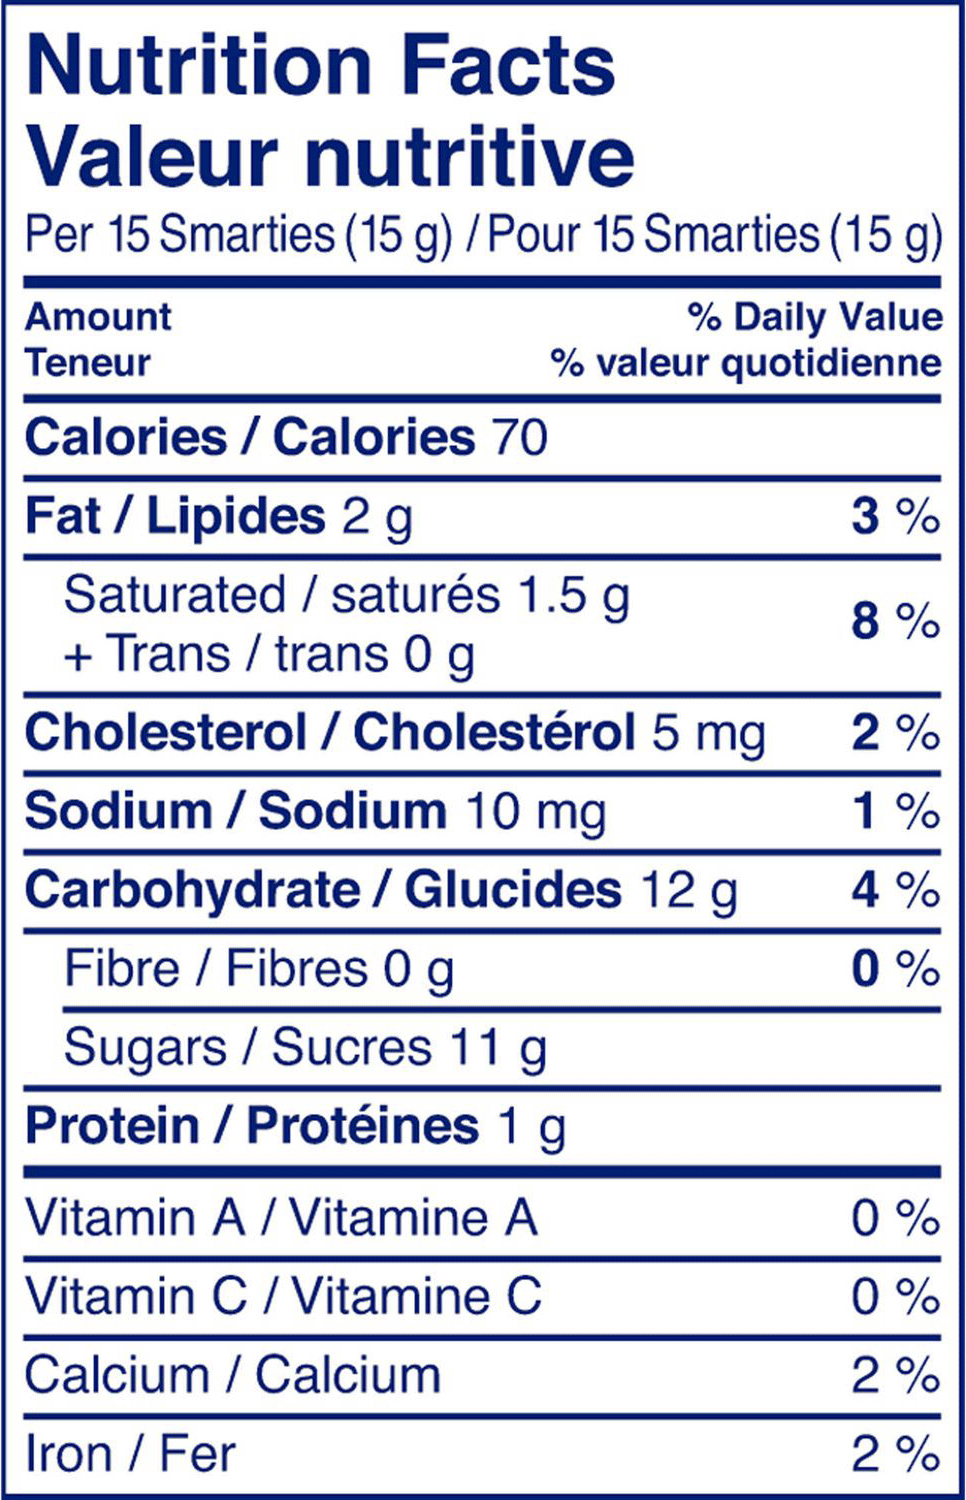 Nutrition Facts
Valeur nutritive
Per 15 Smarties (15 g) / Pour 15 Smarties (15 g)
Amount % Daily Value
Teneur % valeur quotidienne
Calories / Calories 70
Fat / Lipides 2 g 3 %
Saturated / saturés 1.5 g
+ Trans / trans 0 g 8 %
Cholesterol / Cholestérol 5 mg 2 %
Sodium / Sodium 10 mg 1 %
Carbohydrate / Glucides 12 g 4 %
Fibre / Fibres 0 g 0 %
Sugars / Sucres 11 g
Protein / Protéines 1 g
Vitamin A / Vitamine A 0 %
Vitamin C / Vitamine C 0 %
Calcium / Calcium 2 %
Iron / Fer 2 %